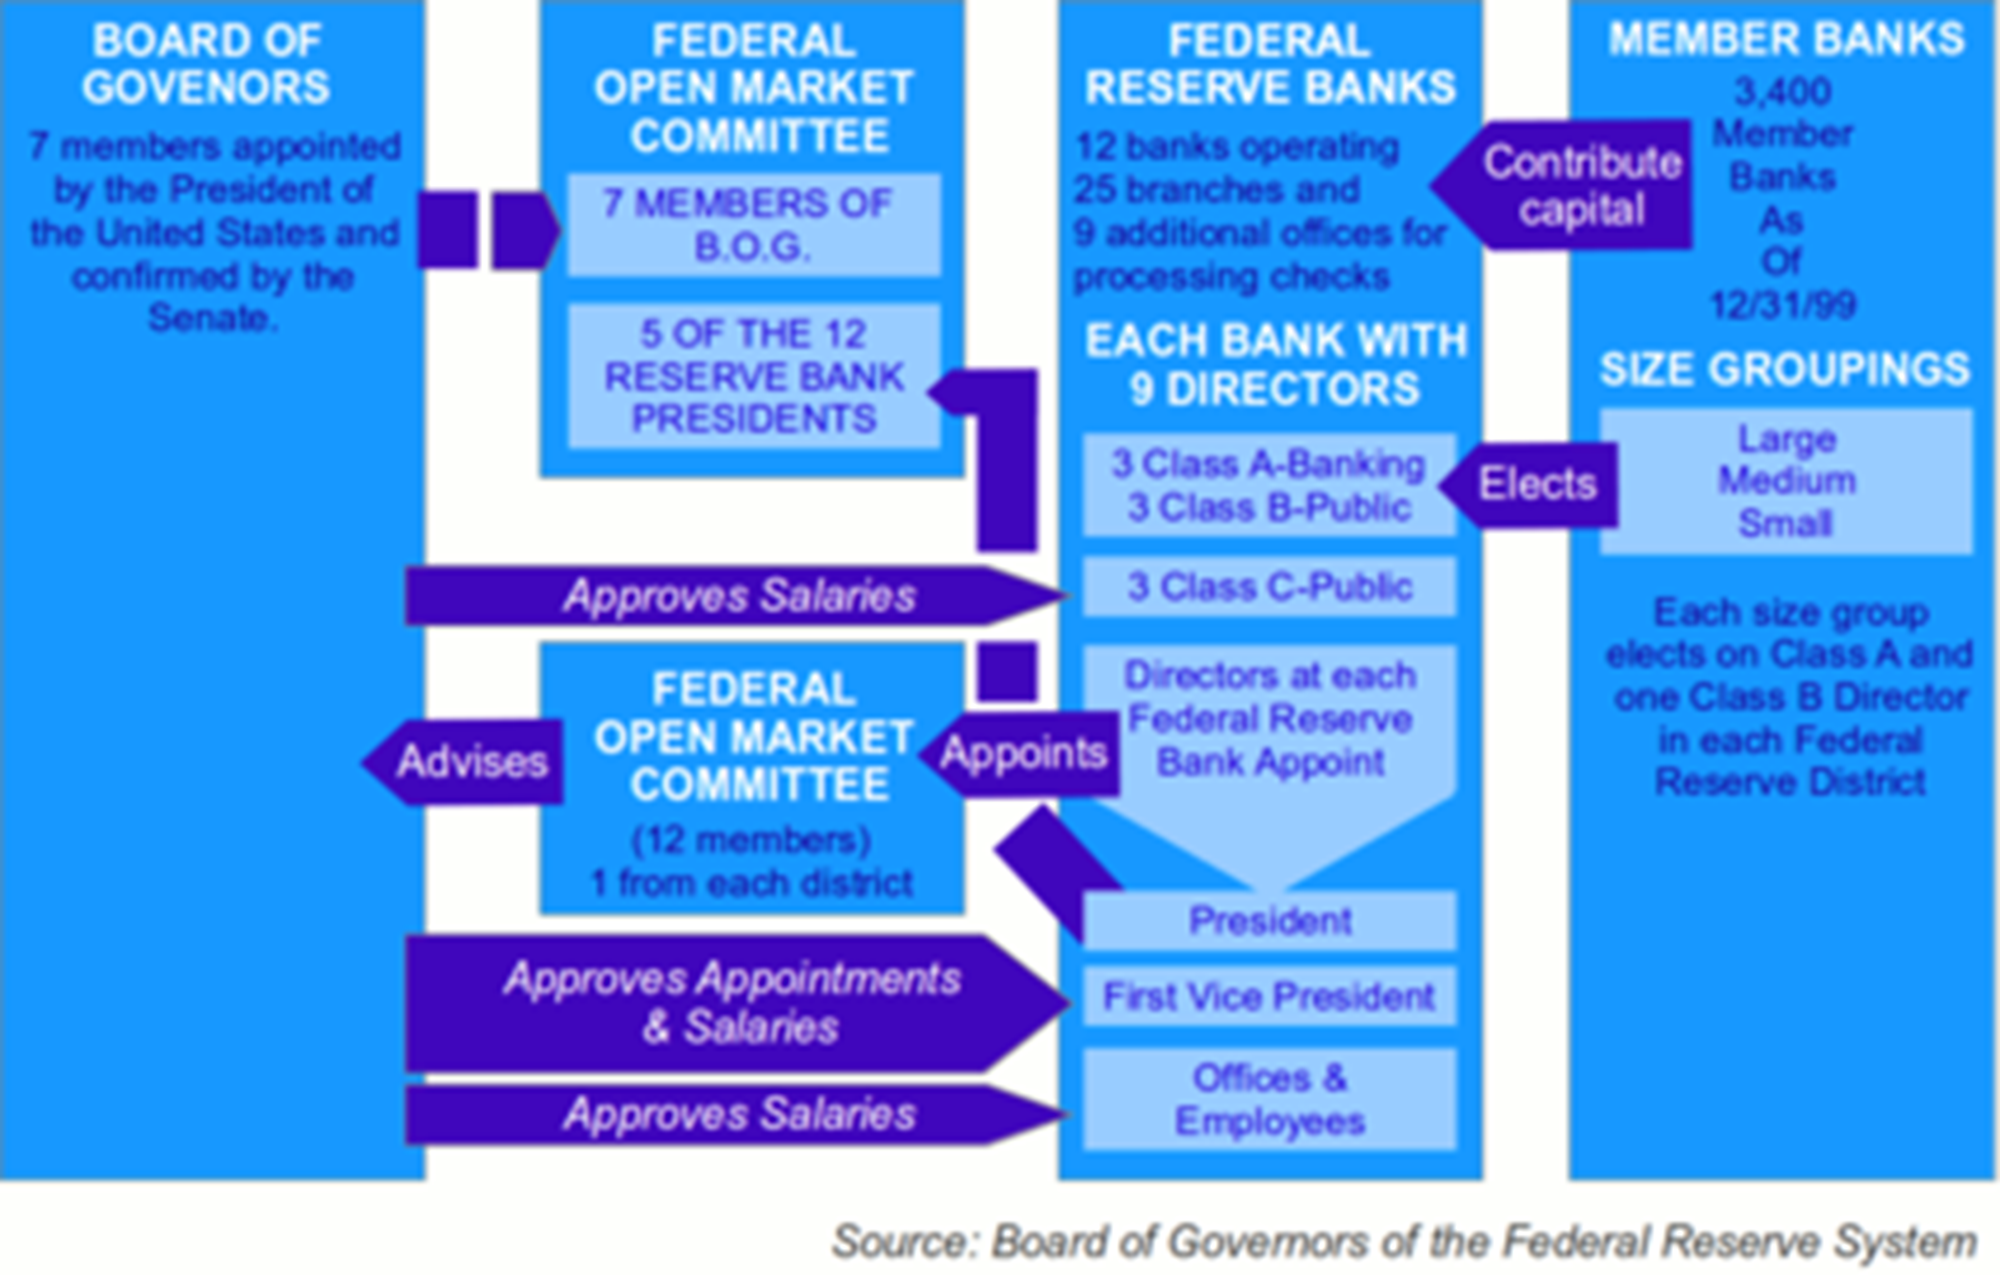 BOARD OF
GOVENORS
7 members appointed
by the President of
the United States and
confirmed by the
Senate.
FEDERAL
OPEN MARKET
COMMITTEE
7 MEMBERS OF
B.O.G.
5 OF THE 12
RESERVE BANK
PRESIDENTS
Approves Salaries
FEDERAL
OPEN MARKET
COMMITTEE
(12 members)
1 from each district
Advises
Appoints
Approves Appointments
& Salaries
Approves Salaries
FEDERAL
RESERVE BANKS
12 banks operating
25 branches and
9 additional offices for
processing checks
EACH BANK WITH
9 DIRECTORS
3 Class A-Banking
3 Class B-Public
3 Class C-Public
Directors at each
Federal Reserve
Bank Appoint
President
First Vice President
Offices &
Employees
Contribute
capital
Elects
MEMBER BANKS
3,400
Member
Banks
As
Of
12/31/99
SIZE GROUPINGS
Large
Medium
Small
Each size group
elects on Class A and
one Class B Director
in each Federal
Reserve District
Source: Board of Governors of the Federal Reserve System